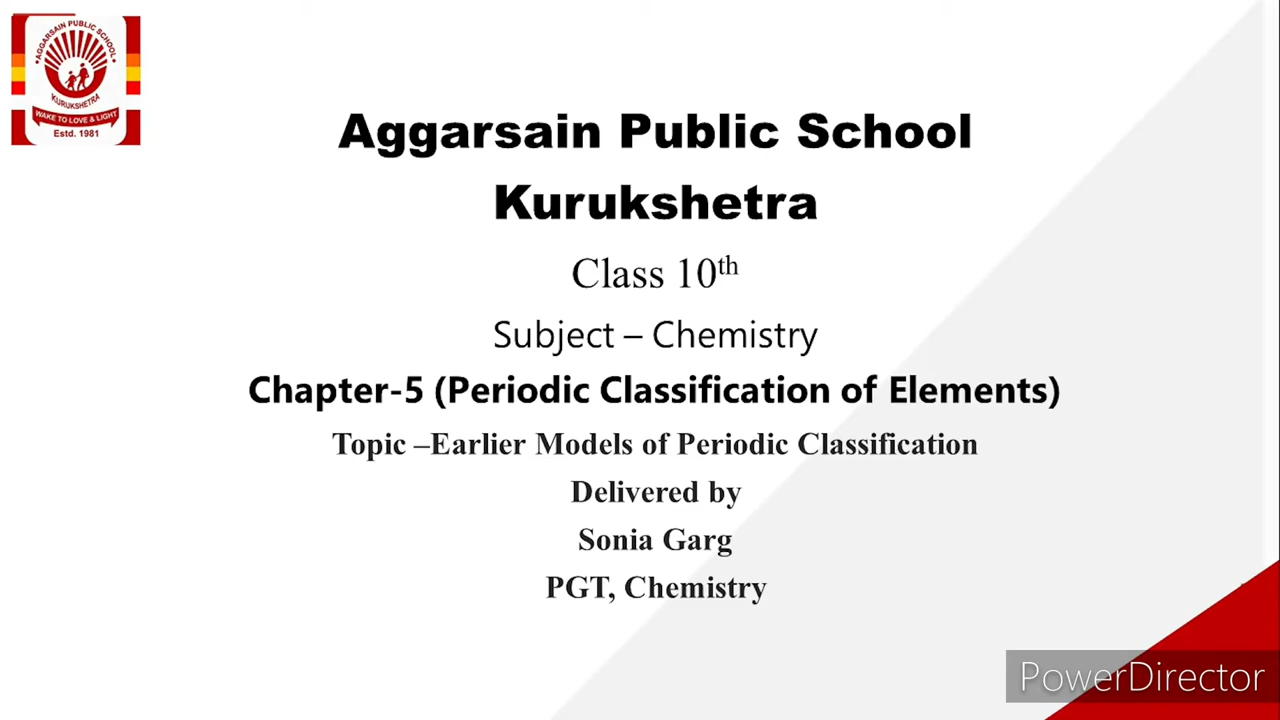 AGGARSAIN PUBLIC SCHOOL
KURUKSHETRA
WAKE TO LOVE & LIGHT
Estd. 1981
Aggarsain Public School
Kurukshetra
Class 10th
Subject – Chemistry
Chapter-5 (Periodic Classification of Elements)
Topic –Earlier Models of Periodic Classification
Delivered by
Sonia Garg
PGT, Chemistry
PowerDirector